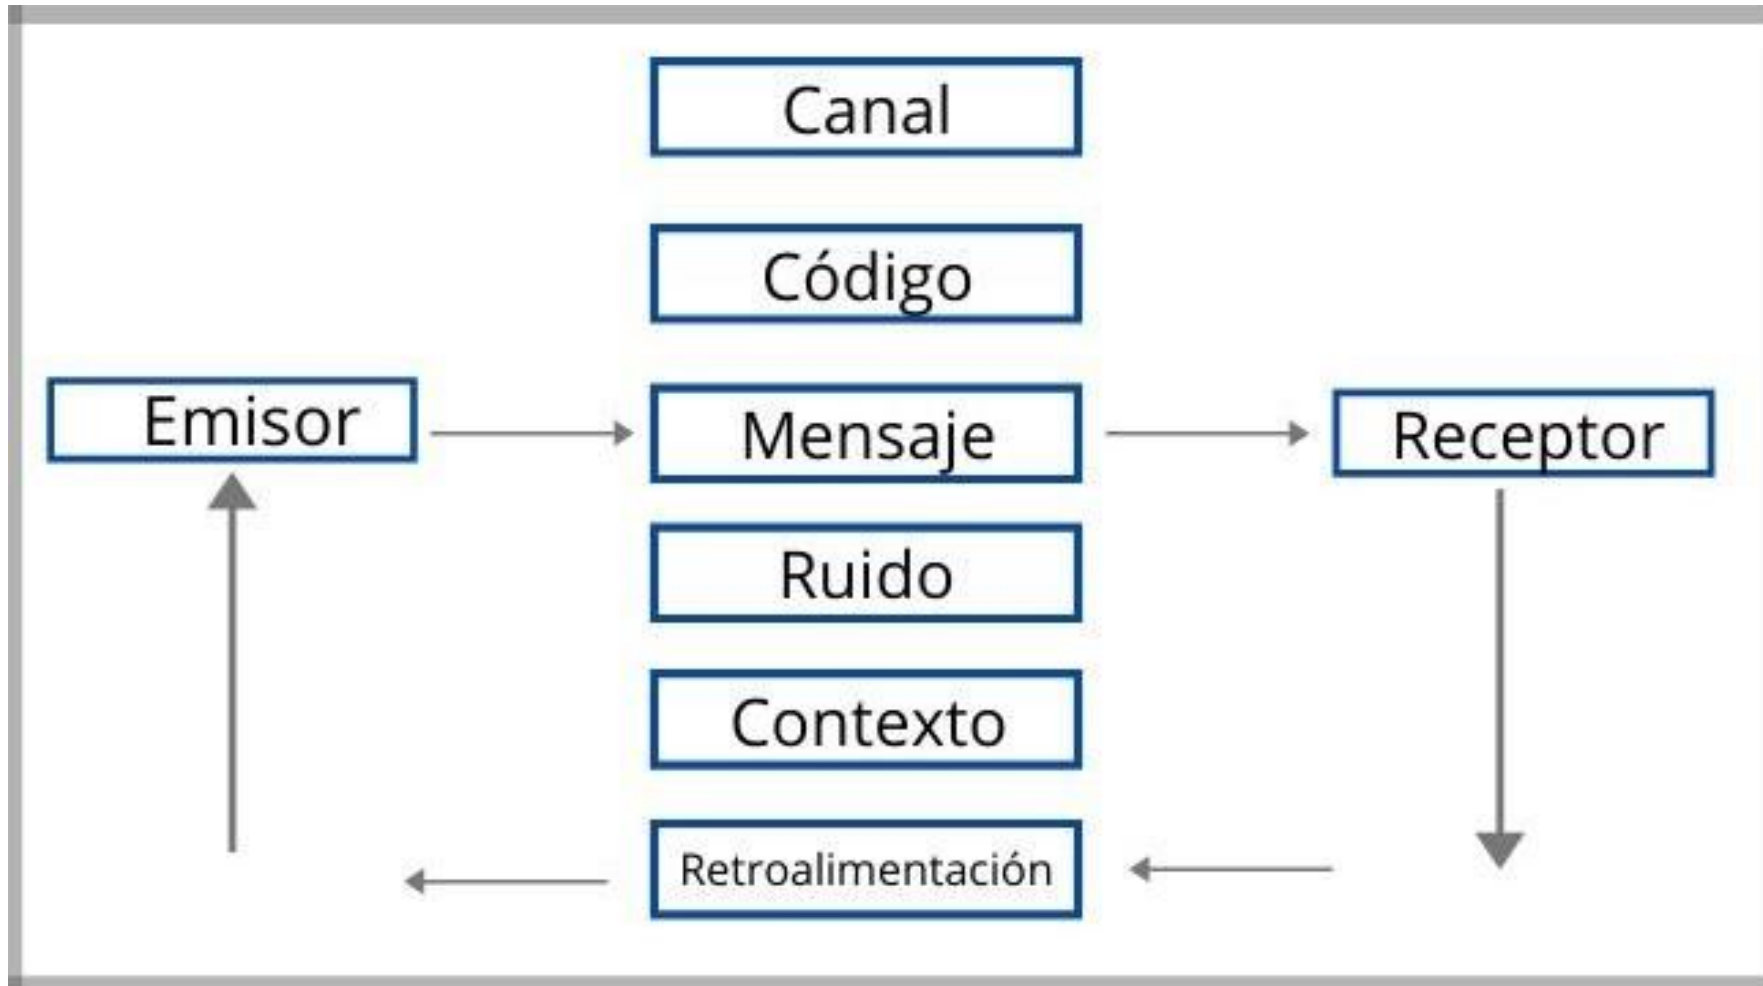 Canal
Código
Emisor
Mensaje
Receptor
Ruido
Contexto
Retroalimentación